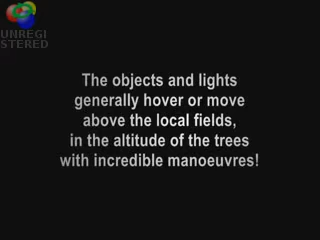 UNREGI
STERED
The objects and lights
generally hover or move
above the local fields,
in the altitude of the trees
with incredible manoeuvres!